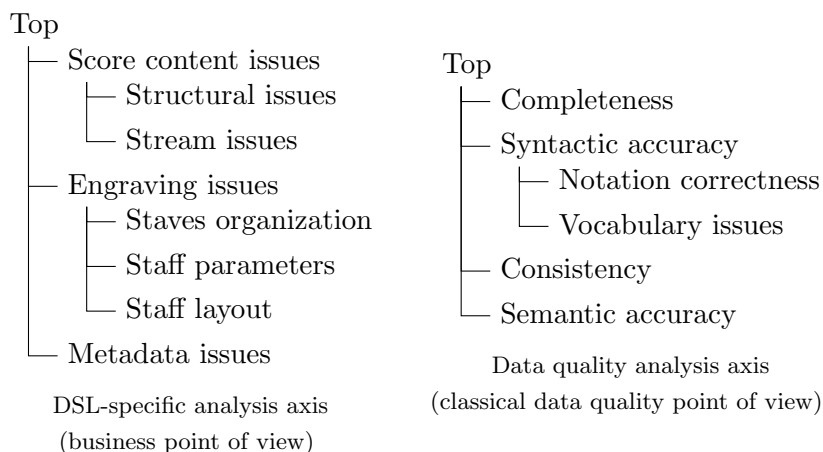 Top
Score content issues
Structural issues
Stream issues
Engraving issues
Staves organization
Staff parameters
Staff layout
Metadata issues
DSL-specific analysis axis
(business point of view)
Top
Completeness
Syntactic accuracy
Notation correctness
Vocabulary issues
Consistency
Semantic accuracy
Data quality analysis axis
(classical data quality point of view)